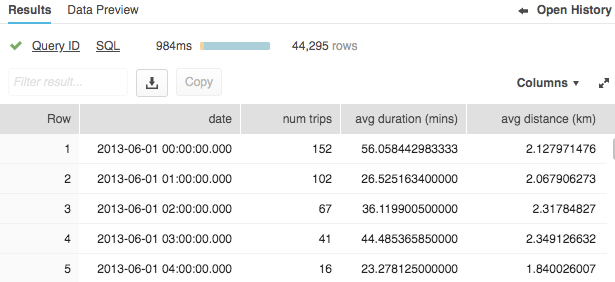 Results Data Preview Open History
Query ID SQL 984ms 44,295 rows
Filter result... Copy Columns
Row date num trips avg duration (mins) avg distance (km)
1 2013-06-01 00:00:00.000 152 56.058442983333 2.127971476
2 2013-06-01 01:00:00.000 102 26.525163400000 2.067906273
3 2013-06-01 02:00:00.000 67 36.119900500000 2.31784827
4 2013-06-01 03:00:00.000 41 44.485365850000 2.349126632
5 2013-06-01 04:00:00.000 16 23.278125000000 1.840026007